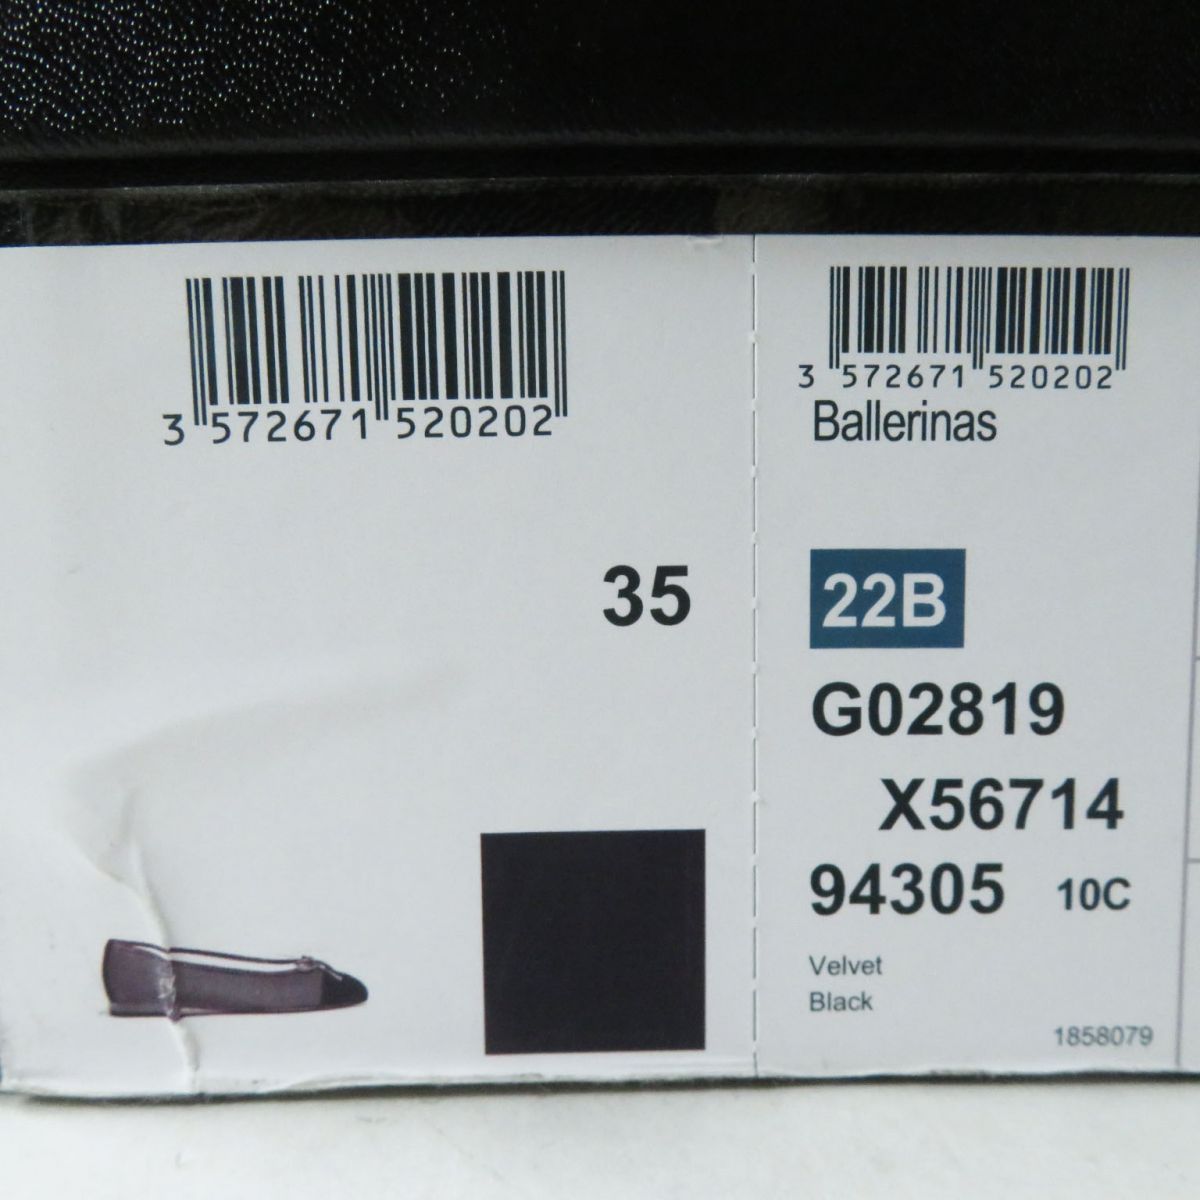 3 572671 520202
35
3 572671 520202
Ballerinas
22B
G02819
X56714
94305 10C
Velvet
Black
1858079